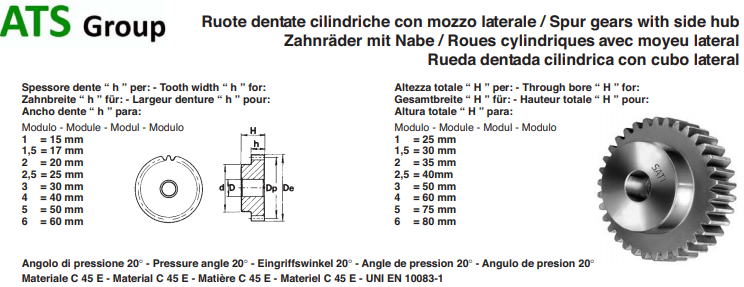 ATS Group
Ruote dentate cilindriche con mozzo laterale / Spur gears with side hub
Zahnräder mit Nabe / Roues cylindriques avec moyeu lateral
Rueda dentada cilindrica con cubo lateral
Spessore dente “ h ” per: - Tooth width “ h ” for:
Zahnbreite “ h ” für: - Largeur denture “ h ” pour:
Ancho dente “ h ” para:
Modulo - Module - Modul - Modulo
1 = 15 mm
1,5 = 17 mm
2 = 20 mm
2,5 = 25 mm
3 = 30 mm
4 = 40 mm
5 = 50 mm
6 = 60 mm
H
h
d D Dp De
Altezza totale “ H ” per: - Through bore “ H ” for:
Gesamtbreite “ H ” für: - Hauteur totale “ H ” pour:
Altura totale “ H ” para:
Modulo - Module - Modul - Modulo
1 = 25 mm
1,5 = 30 mm
2 = 35 mm
2,5 = 40mm
3 = 50 mm
4 = 60 mm
5 = 75 mm
6 = 80 mm
SATI
Angolo di pressione 20° - Pressure angle 20° - Eingriffswinkel 20° - Angle de pression 20° - Angulo de presion 20°
Materiale C 45 E - Material C 45 E - Matière C 45 E - Materiel C 45 E - UNI EN 10083-1